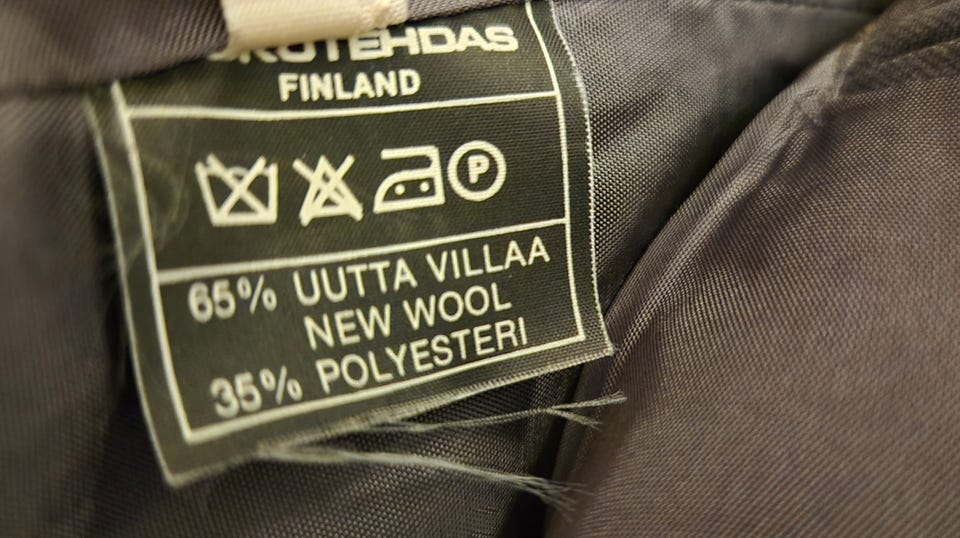 FINLAND
P
65% UUTTA VILLAA
NEW WOOL
35% POLYESTERI